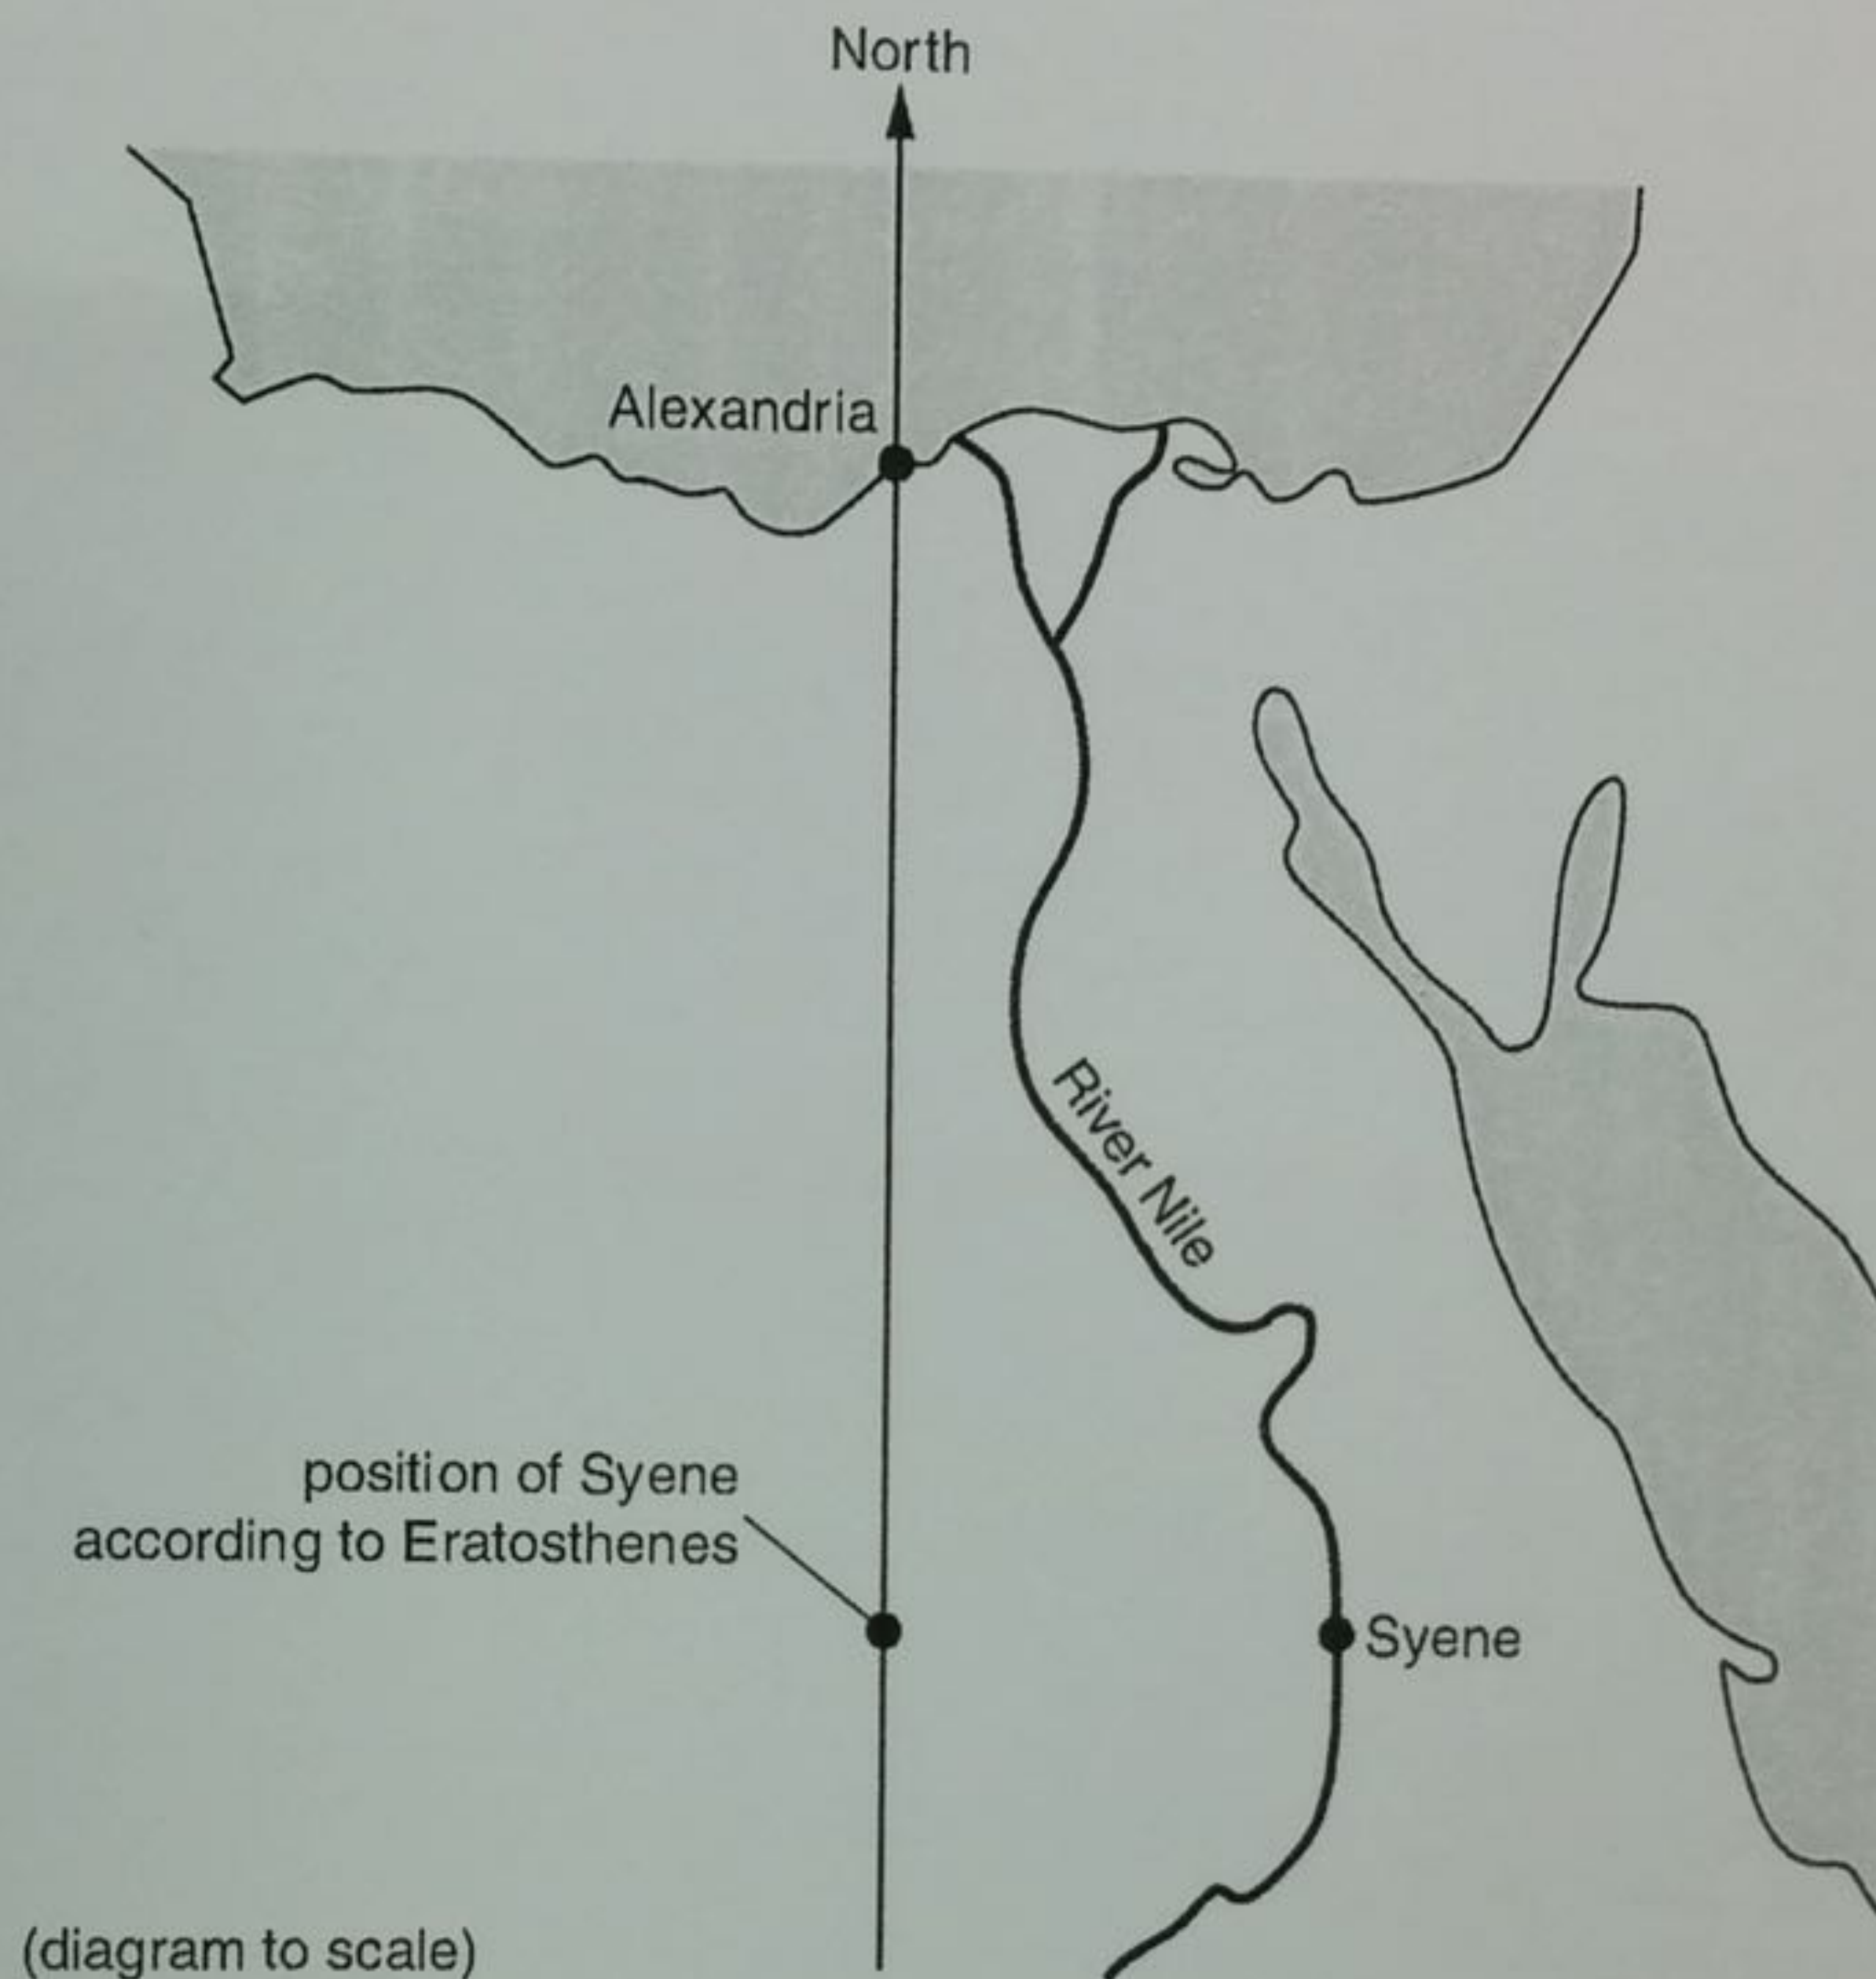 North
Alexandria
River Nile
position of Syene
according to Eratosthenes
Syene
(diagram to scale)